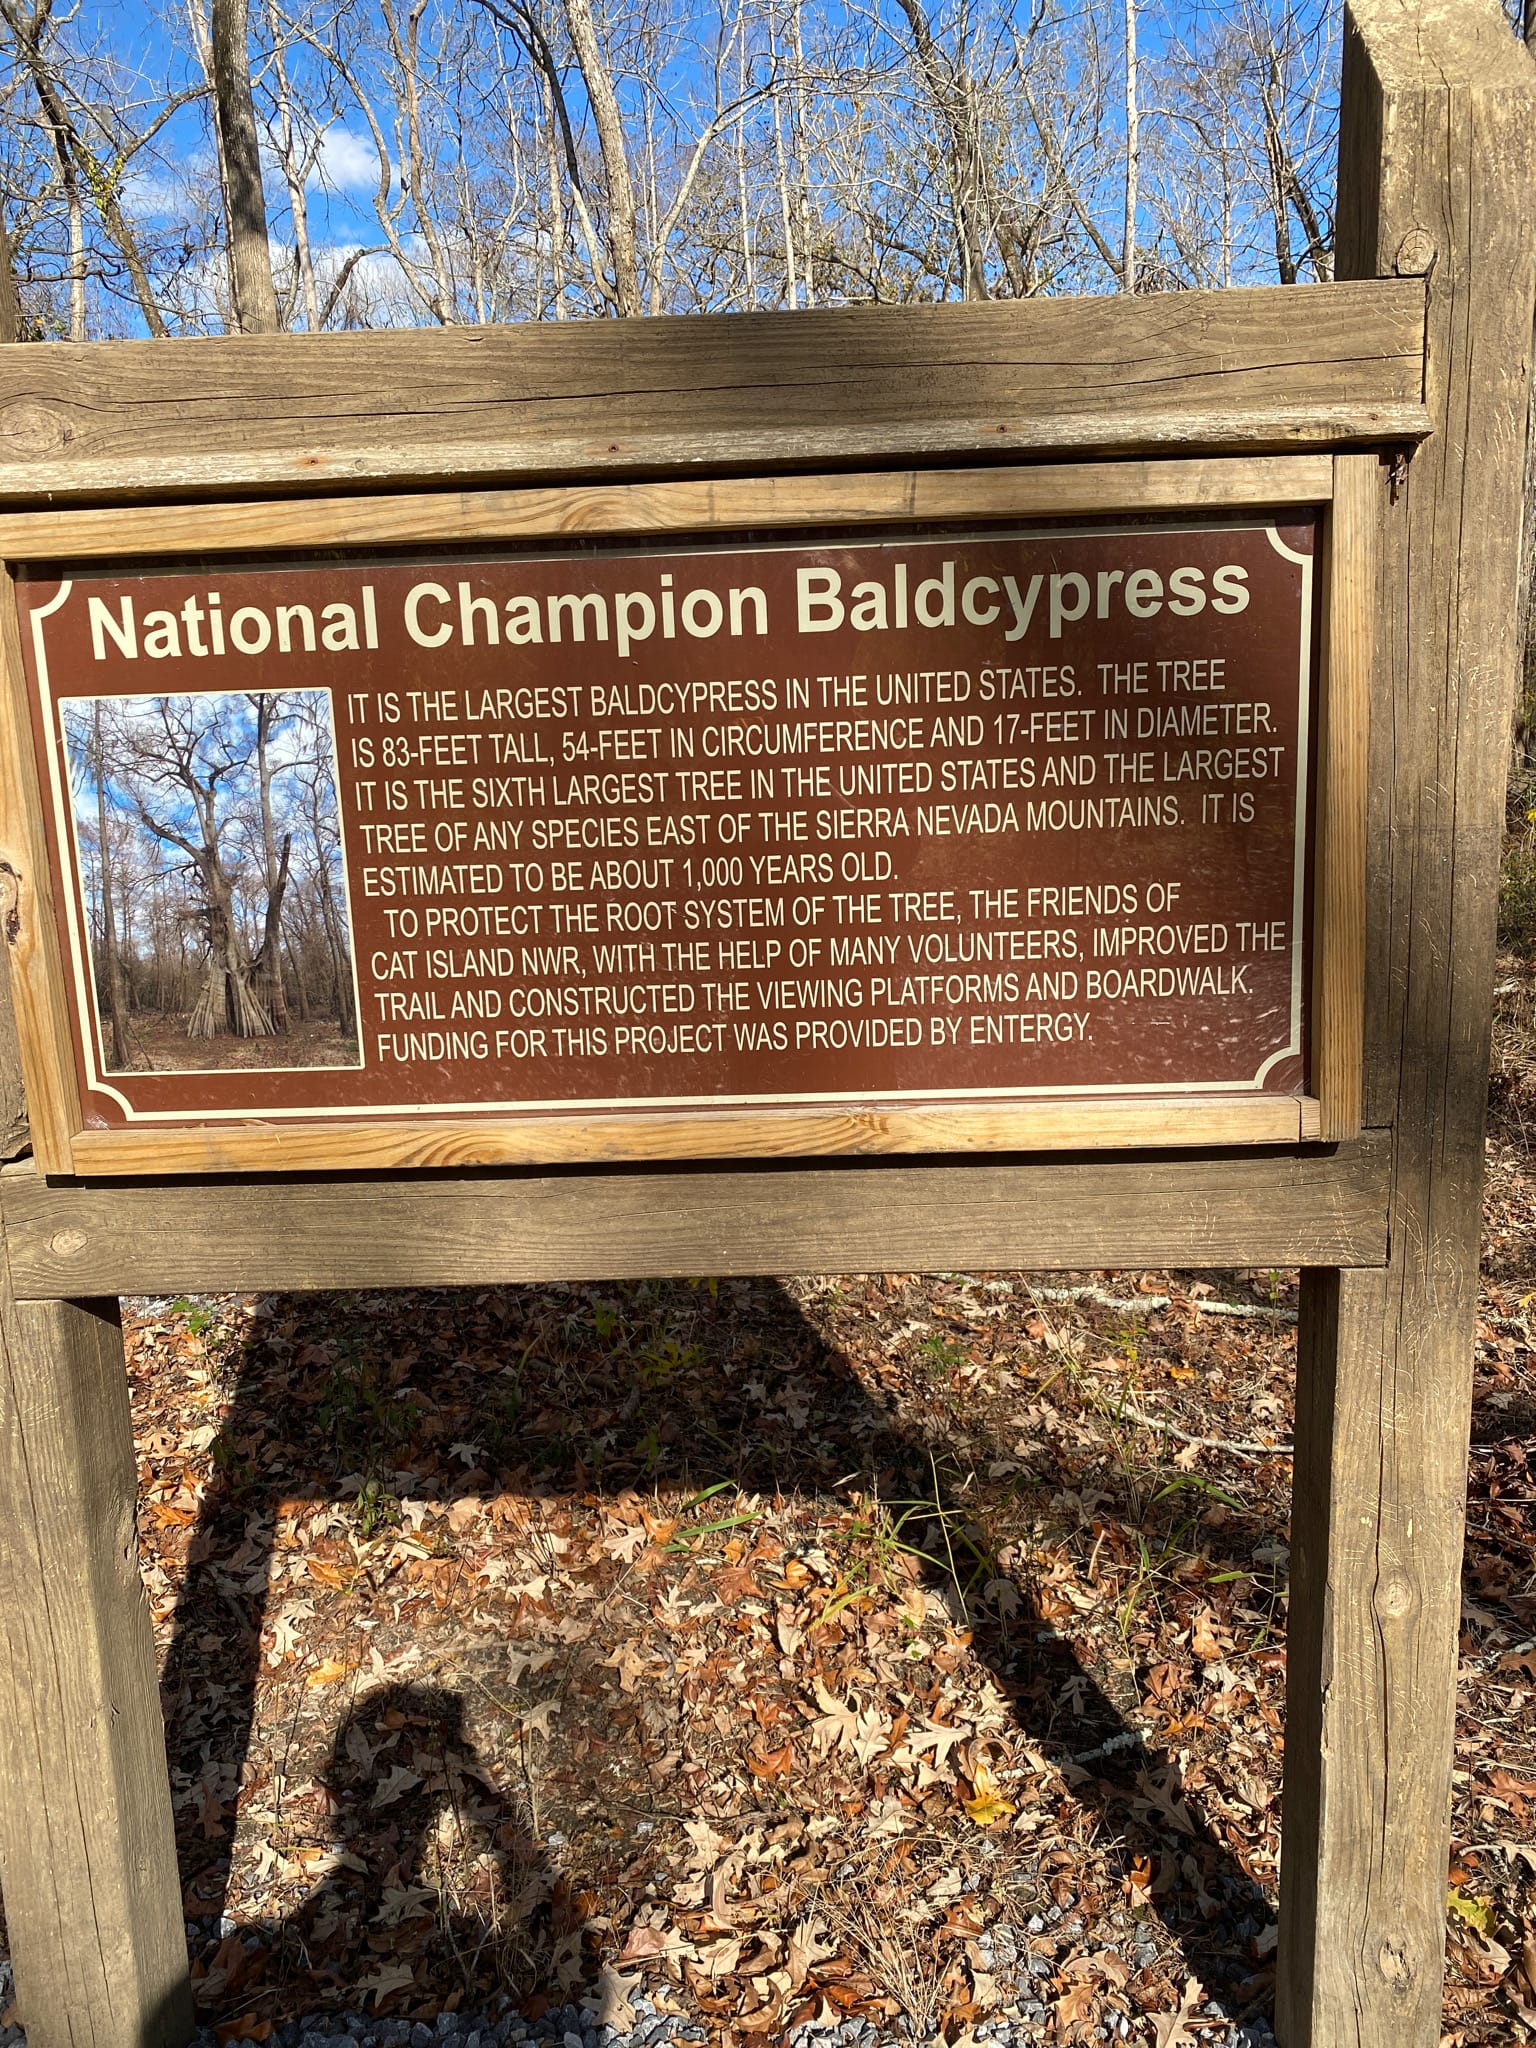 National Champion Baldcypress
IT IS THE LARGEST BALDCYPRESS IN THE UNITED STATES. THE TREE
IS 83-FEET TALL, 54-FEET IN CIRCUMFERENCE AND 17-FEET IN DIAMETER.
IT IS THE SIXTH LARGEST TREE IN THE UNITED STATES AND THE LARGEST
TREE OF ANY SPECIES EAST OF THE SIERRA NEVADA MOUNTAINS. IT IS
ESTIMATED TO BE ABOUT 1,000 YEARS OLD.
TO PROTECT THE ROOT SYSTEM OF THE TREE, THE FRIENDS OF
CAT ISLAND NWR, WITH THE HELP OF MANY VOLUNTEERS, IMPROVED THE
TRAIL AND CONSTRUCTED THE VIEWING PLATFORMS AND BOARDWALK.
FUNDING FOR THIS PROJECT WAS PROVIDED BY ENTERGY.